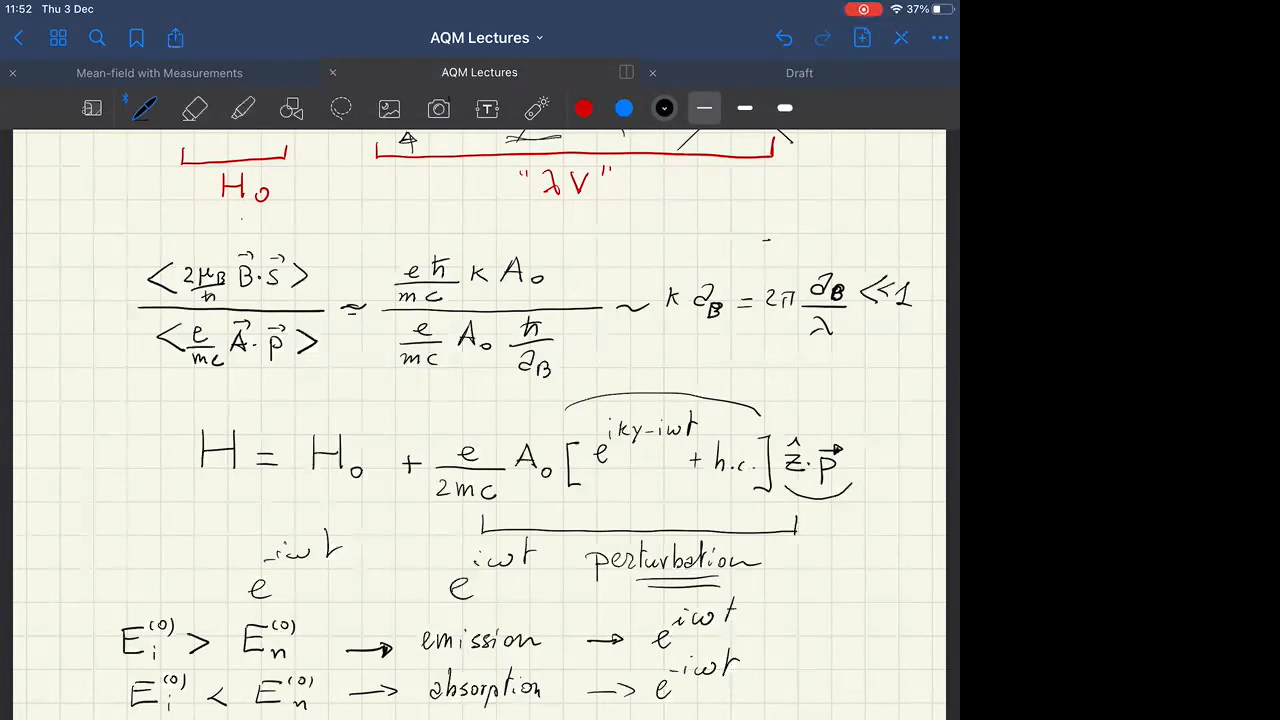 11:52 Thu 3 Dec 37%
AQM Lectures
Mean-field with Measurements AQM Lectures Draft
H₀ "λV"
<2μ_B/ħ B⃗·s⃗> / <e/mc A⃗·p⃗> ≈ (eħ/mc k A₀) / (e/mc A₀ ħ/a_B) ~ k a_B = 2π a_B/λ ≪ 1
H = H₀ + e/2mc A₀ [e^{iky-iωt} + h.c.] ẑ·p⃗
e^{-iωt} e^{iωt} perturbation
E_i^{(0)} > E_n^{(0)} → emission → e^{iωt}
E_i^{(0)} < E_n^{(0)} → absorption → e^{-iωt}